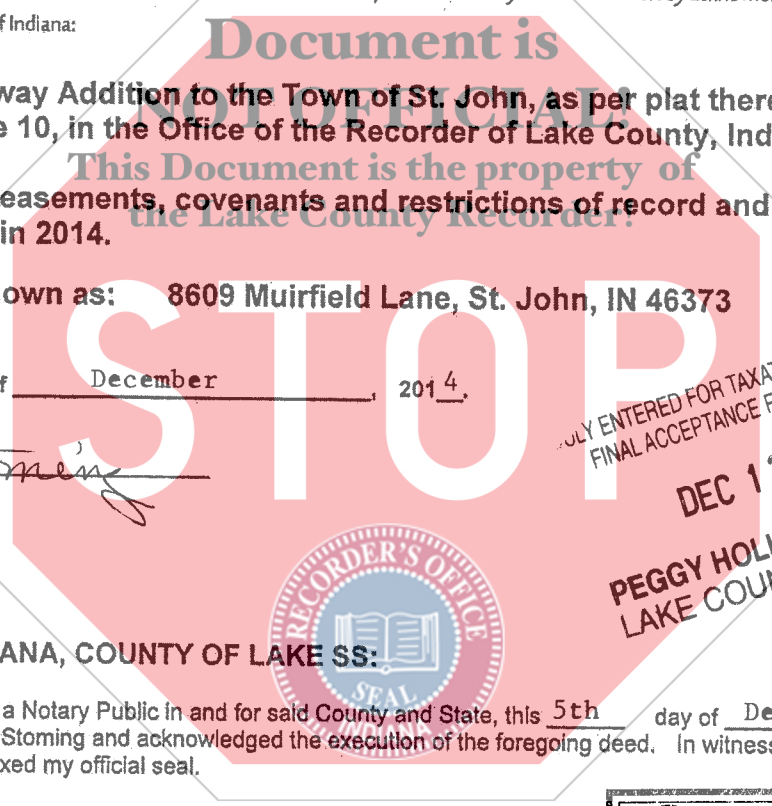 f Indiana:
Document is
way Addition to the Town of St. John, as per plat there
NOT OFFICIAL!
e 10, in the Office of the Recorder of Lake County, Ind
This Document is the property of
easements, covenants and restrictions of record and
the Lake County Recorder!
in 2014.
own as: 8609 Muirfield Lane, St. John, IN 46373
STOP
f December, 2014.
ULY ENTERED FOR TAXAT
FINAL ACCEPTANCE F
DEC 1
PEGGY HOLI
LAKE COUN
RECORDER'S OFFICE
SEAL
INDIANA
ANA, COUNTY OF LAKE SS:
a Notary Public in and for said County and State, this 5th day of De
Stoming and acknowledged the execution of the foregoing deed. In witness
xed my official seal.